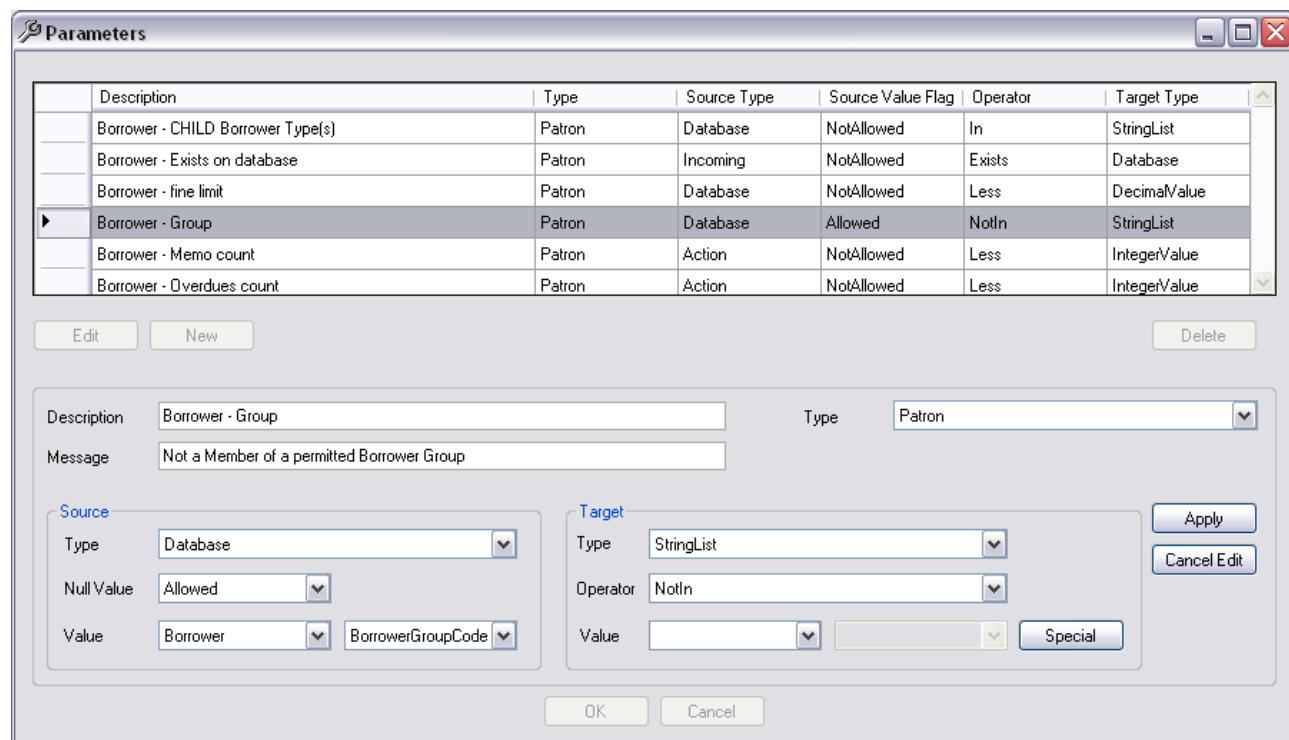 Parameters
Description Type Source Type Source Value Flag Operator Target Type
Borrower - CHILD Borrower Type(s) Patron Database NotAllowed In StringList
Borrower - Exists on database Patron Incoming NotAllowed Exists Database
Borrower - fine limit Patron Database NotAllowed Less DecimalValue
Borrower - Group Patron Database Allowed NotIn StringList
Borrower - Memo count Patron Action NotAllowed Less IntegerValue
Borrower - Overdues count Patron Action NotAllowed Less IntegerValue
Edit New Delete
Description Borrower - Group Type Patron
Message Not a Member of a permitted Borrower Group
Source Target
Apply
Type Database Type StringList
Cancel Edit
Null Value Allowed Operator NotIn
Value Borrower BorrowerGroupCode Value Special
OK Cancel